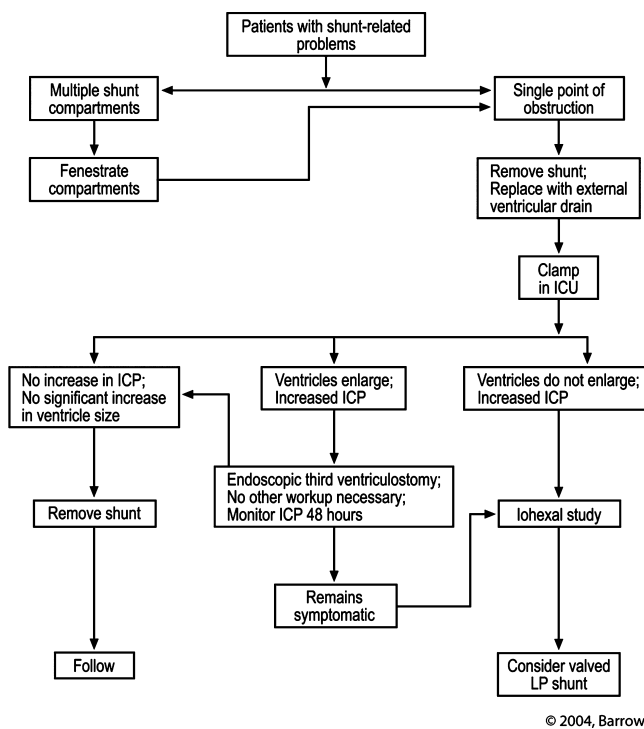 Patients with shunt-related
problems
Multiple shunt
compartments
Single point of
obstruction
Fenestrate
compartments
Remove shunt;
Replace with external
ventricular drain
Clamp
in ICU
No increase in ICP;
No significant increase
in ventricle size
Ventricles enlarge;
Increased ICP
Ventricles do not enlarge;
Increased ICP
Endoscopic third ventriculostomy;
No other workup necessary;
Monitor ICP 48 hours
Remove shunt
Iohexal study
Remains
symptomatic
Follow
Consider valved
LP shunt
© 2004, Barrow